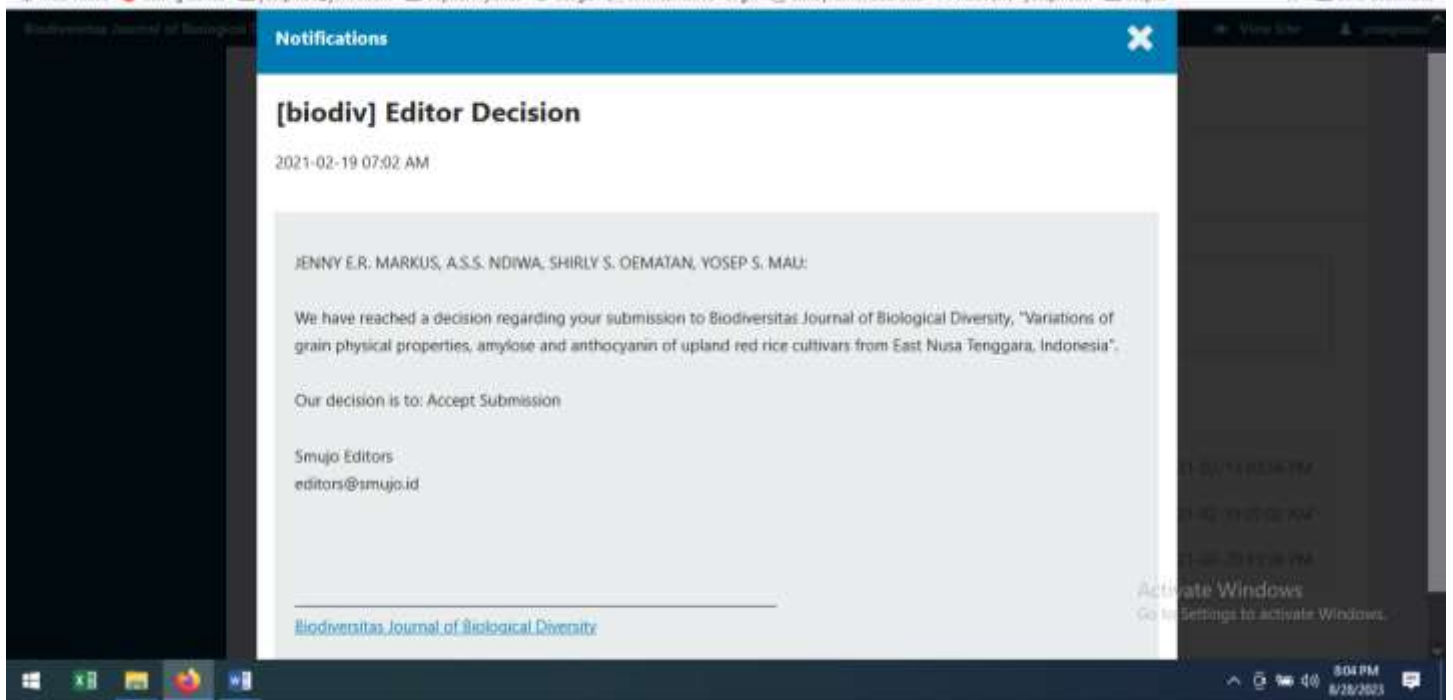 View Site
Notifications
[biodiv] Editor Decision
2021-02-19 07:02 AM
JENNY E.R. MARKUS, A.S.S. NDIWA, SHIRLY S. OEMATAN, YOSEP S. MAU:
We have reached a decision regarding your submission to Biodiversitas Journal of Biological Diversity, "Variations of
grain physical properties, amylose and anthocyanin of upland red rice cultivars from East Nusa Tenggara, Indonesia".
Our decision is to: Accept Submission
Smujo Editors
editors@smujo.id
Biodiversitas Journal of Biological Diversity
Activate Windows
Go to Settings to activate Windows.
8:04 PM
8/28/2023